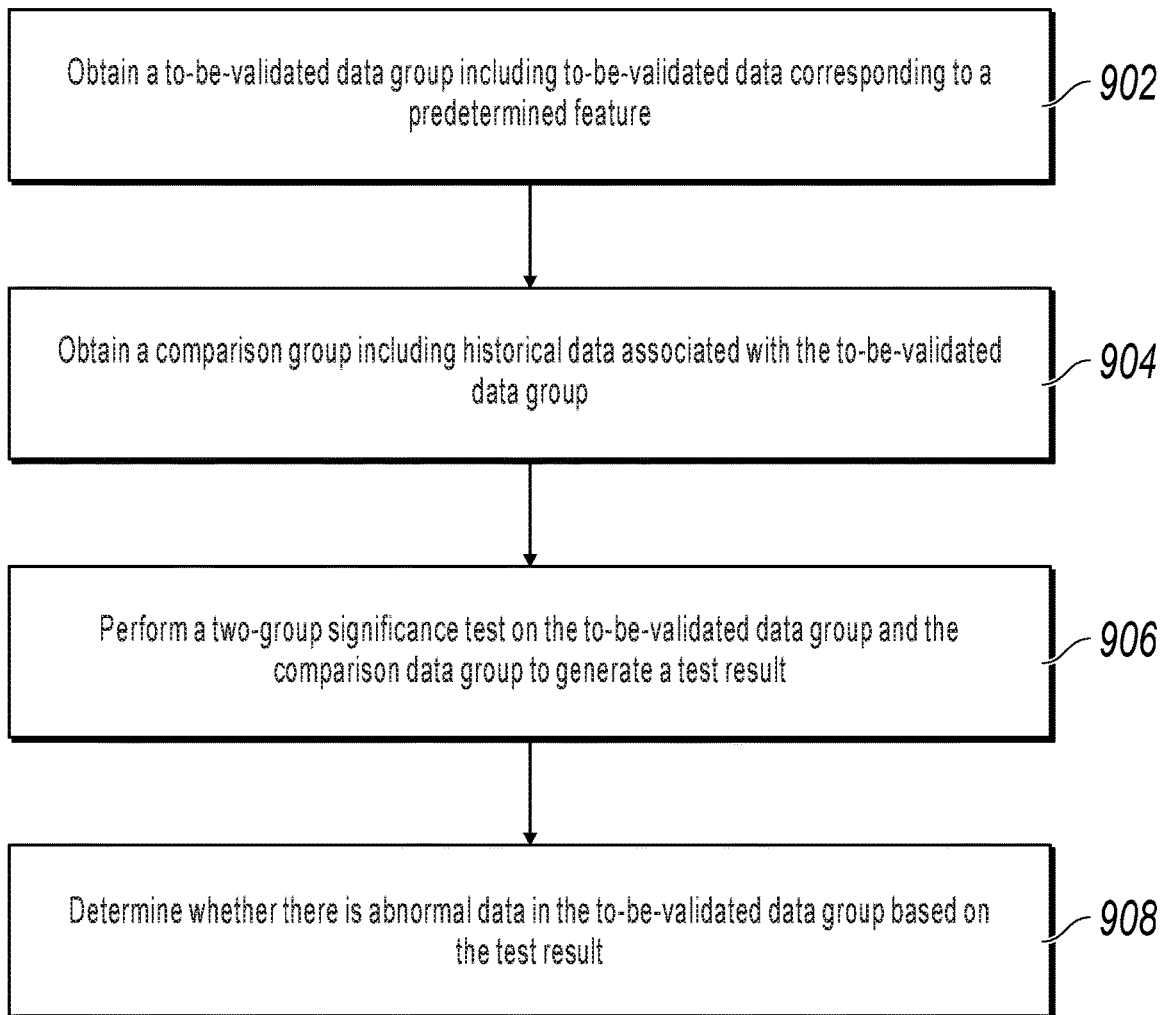 Obtain a to-be-validated data group including to-be-validated data corresponding to a
predetermined feature
902
Obtain a comparison group including historical data associated with the to-be-validated
data group
904
Perform a two-group significance test on the to-be-validated data group and the
comparison data group to generate a test result
906
Determine whether there is abnormal data in the to-be-validated data group based on
the test result
908